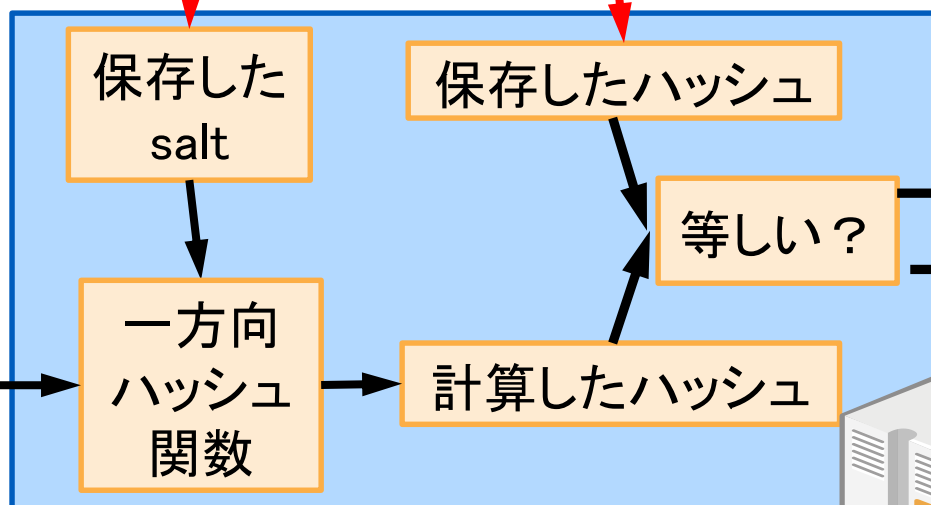 保存した
salt
保存したハッシュ
等しい？
一方向
ハッシュ
関数
計算したハッシュ